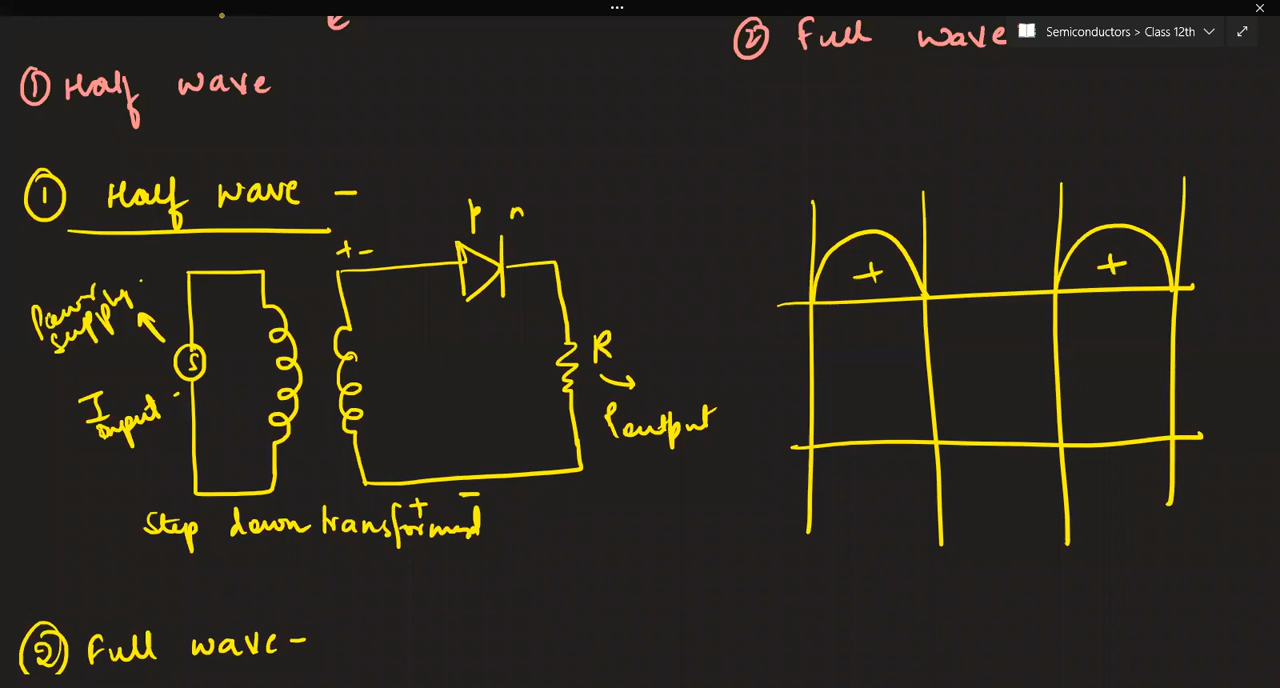 ② Full wave
Semiconductors > Class 12th
① Half wave
① Half wave -
p n
+ -
Power
supply
S
R
Input
output
+ -
Step down transformed
+ +
② Full wave -